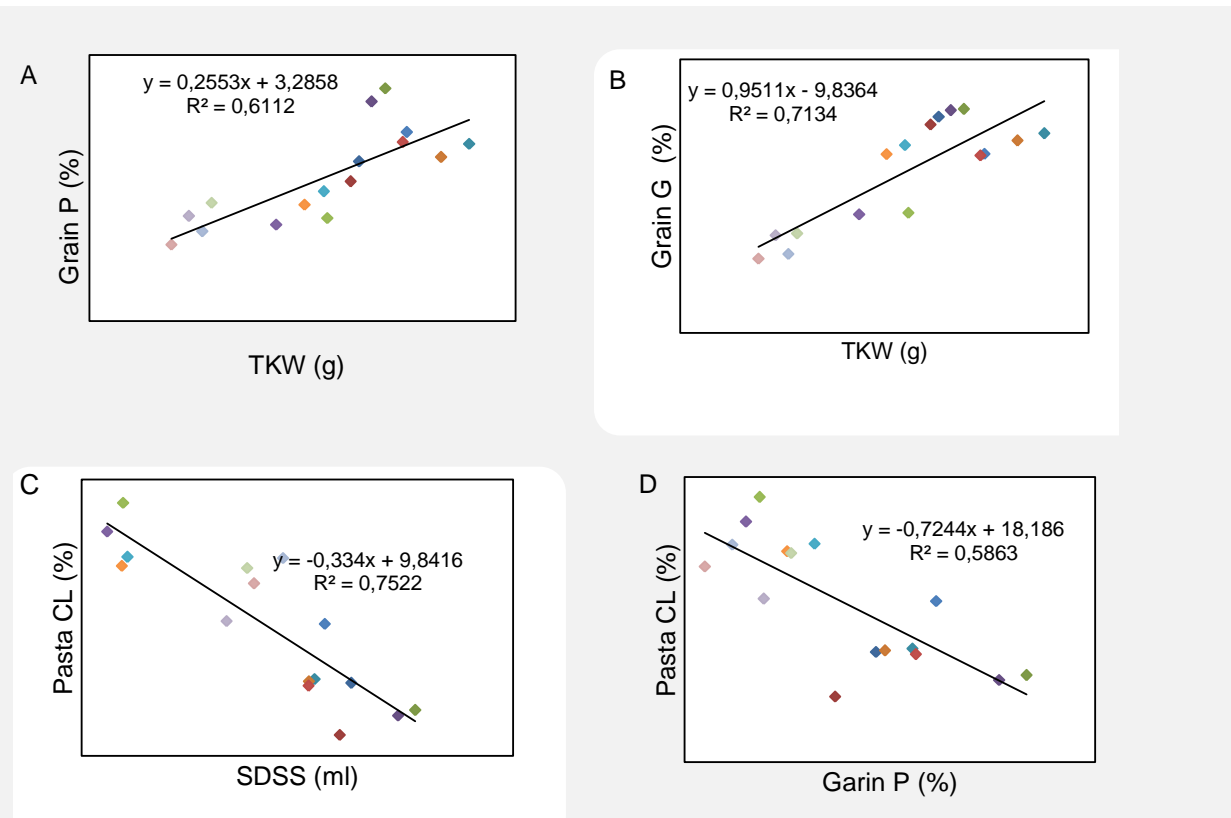 A
y = 0,2553x + 3,2858
R² = 0,6112
Grain P (%)
TKW (g)
B
y = 0,9511x - 9,8364
R² = 0,7134
Grain G (%)
TKW (g)
C
y = -0,334x + 9,8416
R² = 0,7522
Pasta CL (%)
SDSS (ml)
D
y = -0,7244x + 18,186
R² = 0,5863
Pasta CL (%)
Garin P (%)